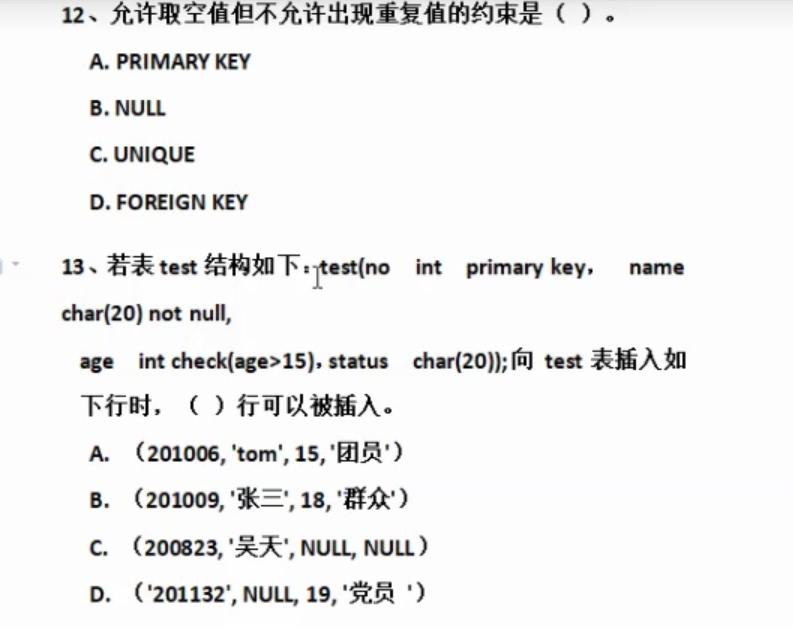 12、允许取空值但不允许出现重复值的约束是（ ）。
A. PRIMARY KEY
B. NULL
C. UNIQUE
D. FOREIGN KEY
13、若表 test 结构如下：test(no int primary key， name
char(20) not null,
age int check(age>15)，status char(20));向 test 表插入如
下行时，（ ）行可以被插入。
A. （201006, 'tom', 15, '团员'）
B. （201009, '张三', 18, '群众'）
C. （200823, '吴天', NULL, NULL）
D. （'201132', NULL, 19, '党员 '）